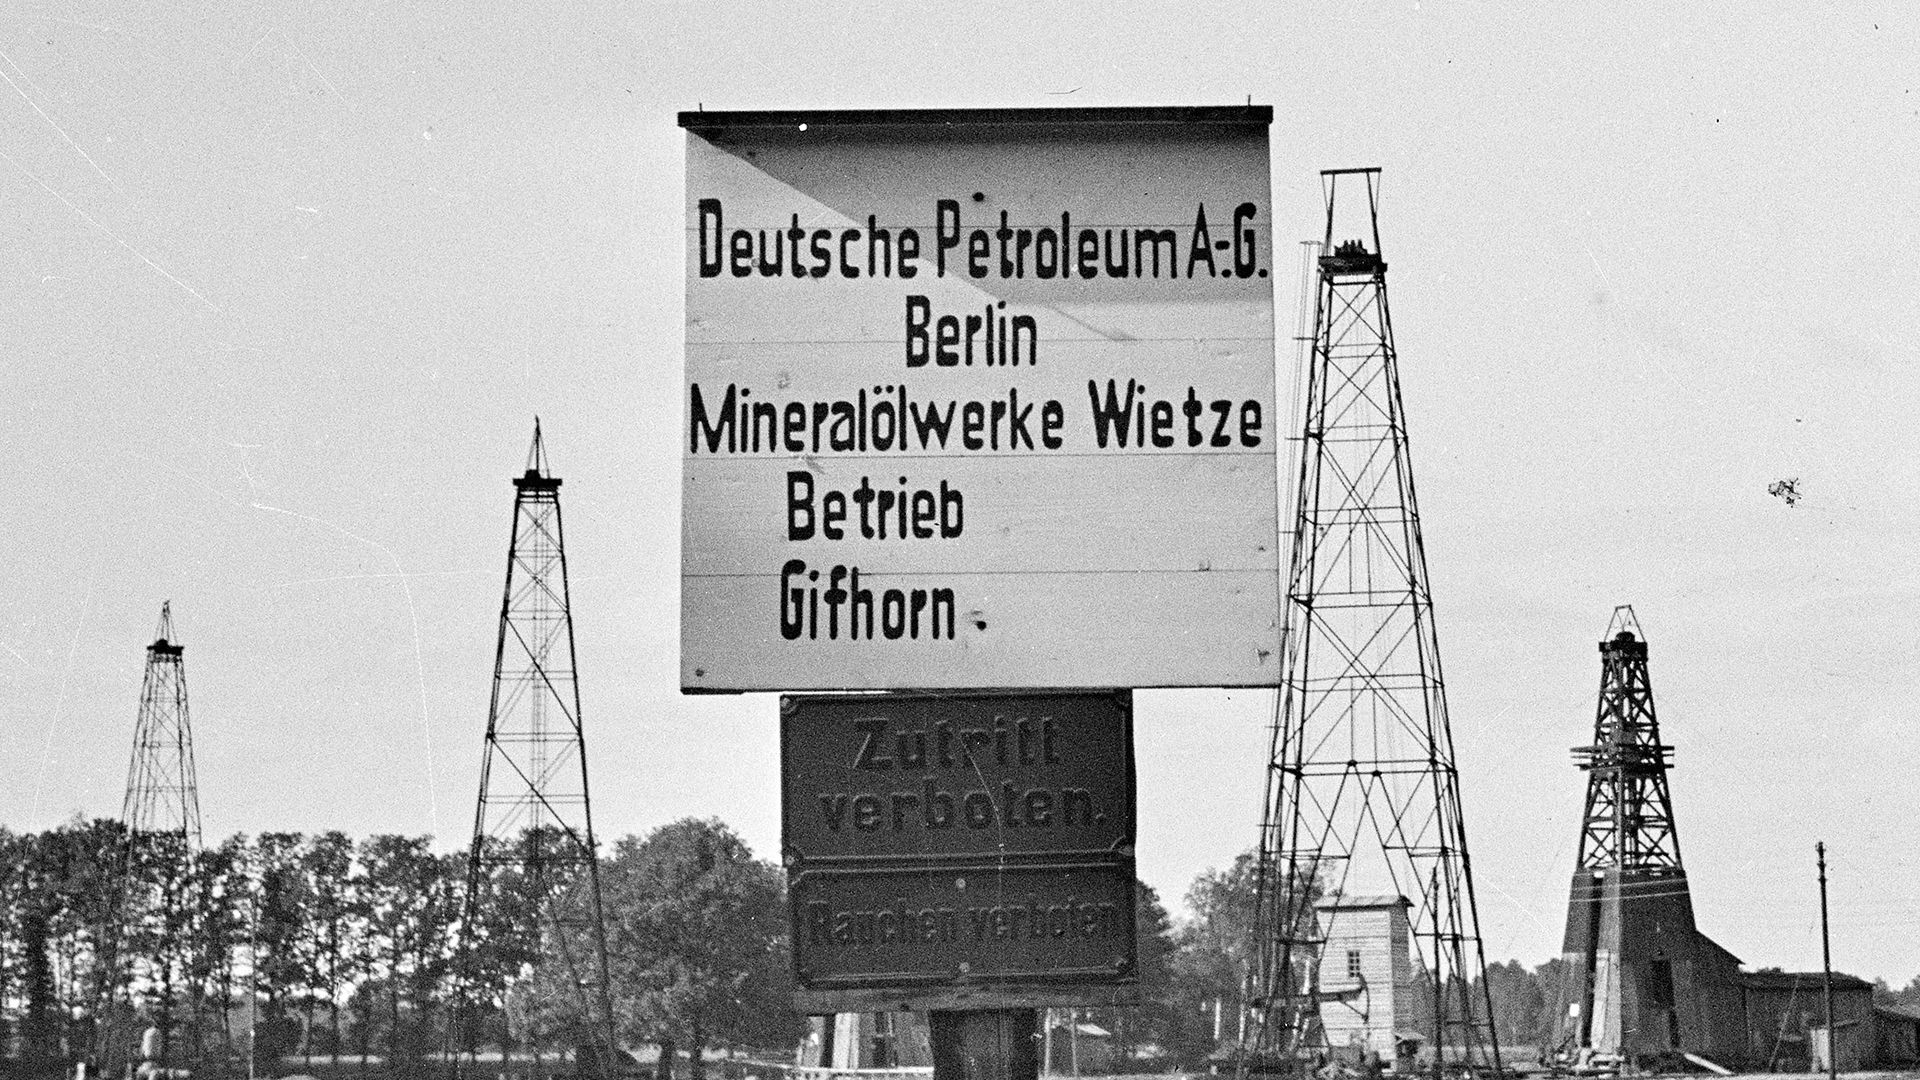 Deutsche Petroleum A.-G.
Berlin
Mineralölwerke Wietze
Betrieb
Gifhorn.
Zutritt
verboten.
Rauchen verboten